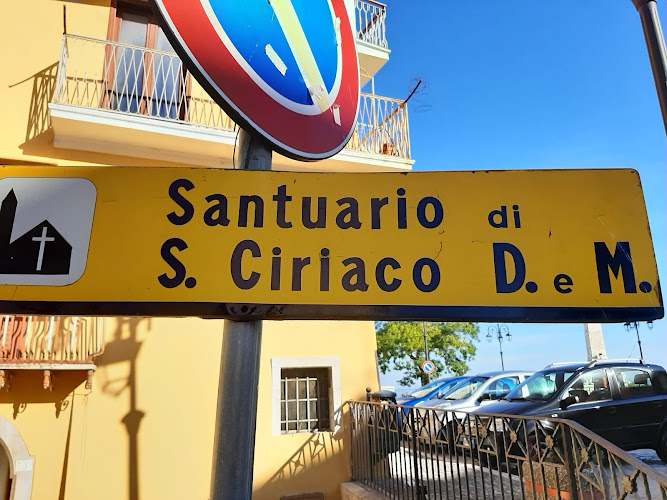 Santuario di
S. Ciriaco D. e M.